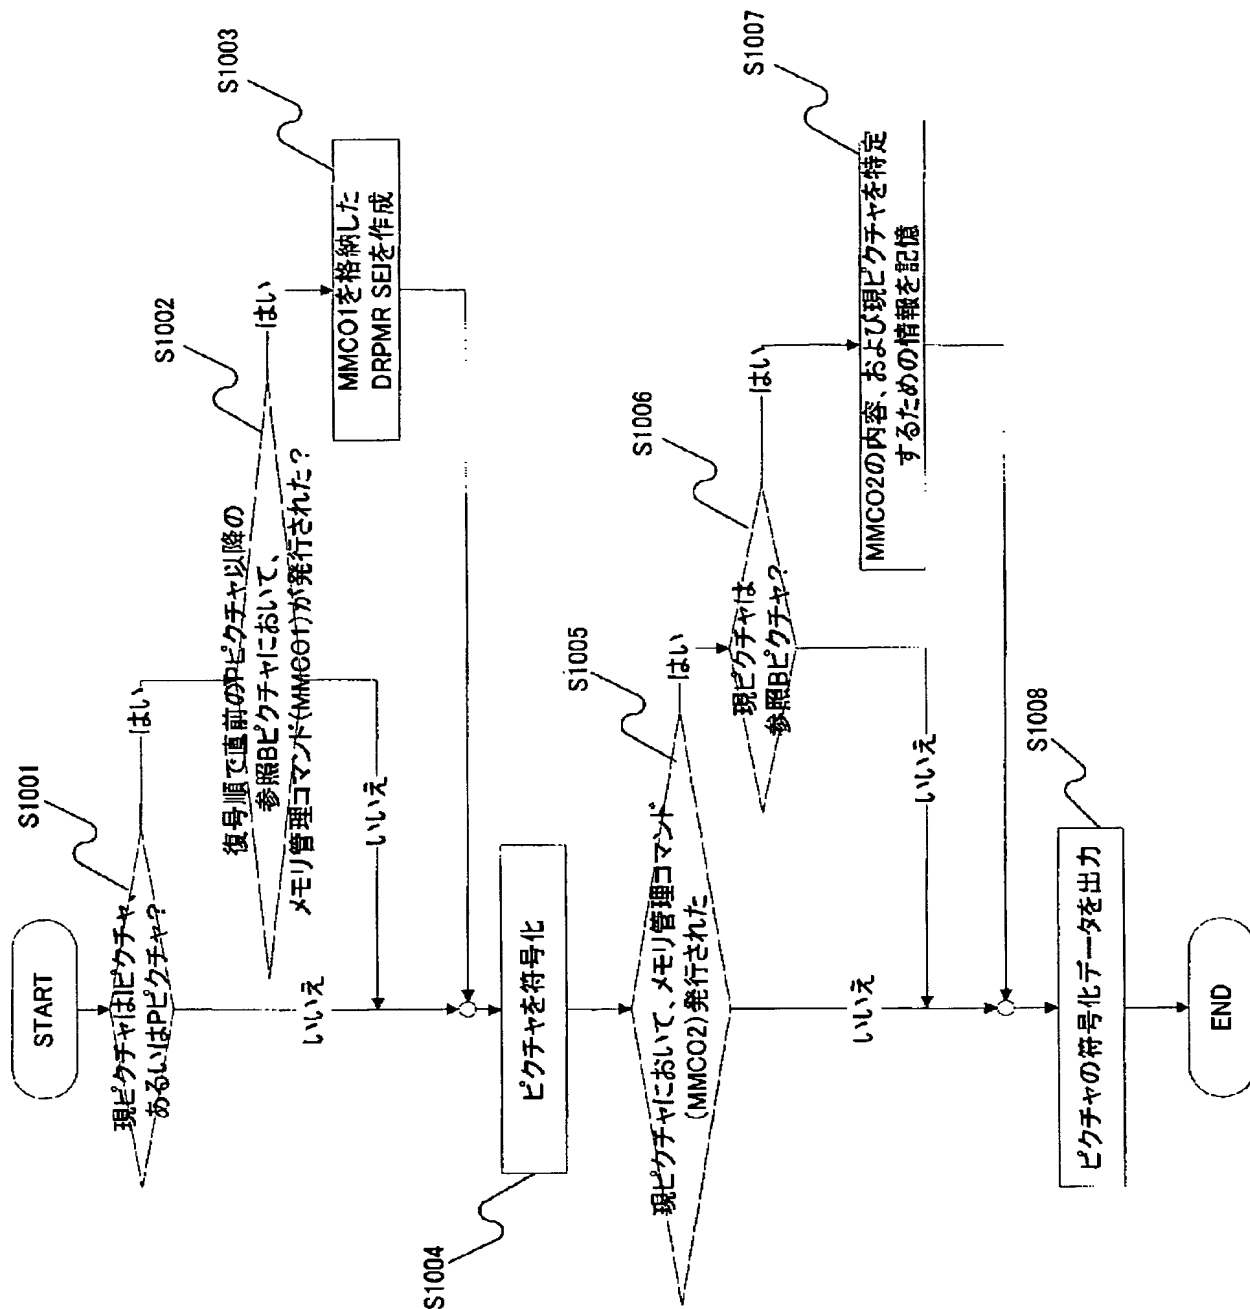 START
S1001
現ピクチャはIピクチャ、
あるいはPピクチャ?
はい
いいえ
S1002
復号順で直前のPピクチャ以降の
参照Bピクチャにおいて、
メモリ管理コマンド(MMCO1)が発行された?
はい
いいえ
S1003
MMCO1を格納した
DRPMR SEIを作成
S1004
ピクチャを符号化
S1005
現ピクチャにおいて、メモリ管理コマンド
(MMCO2)発行された
はい
いいえ
S1006
現ピクチャは
参照Bピクチャ?
はい
いいえ
S1007
MMCO2の内容、および現ピクチャを特定
するための情報を記憶
S1008
ピクチャの符号化データを出力
END